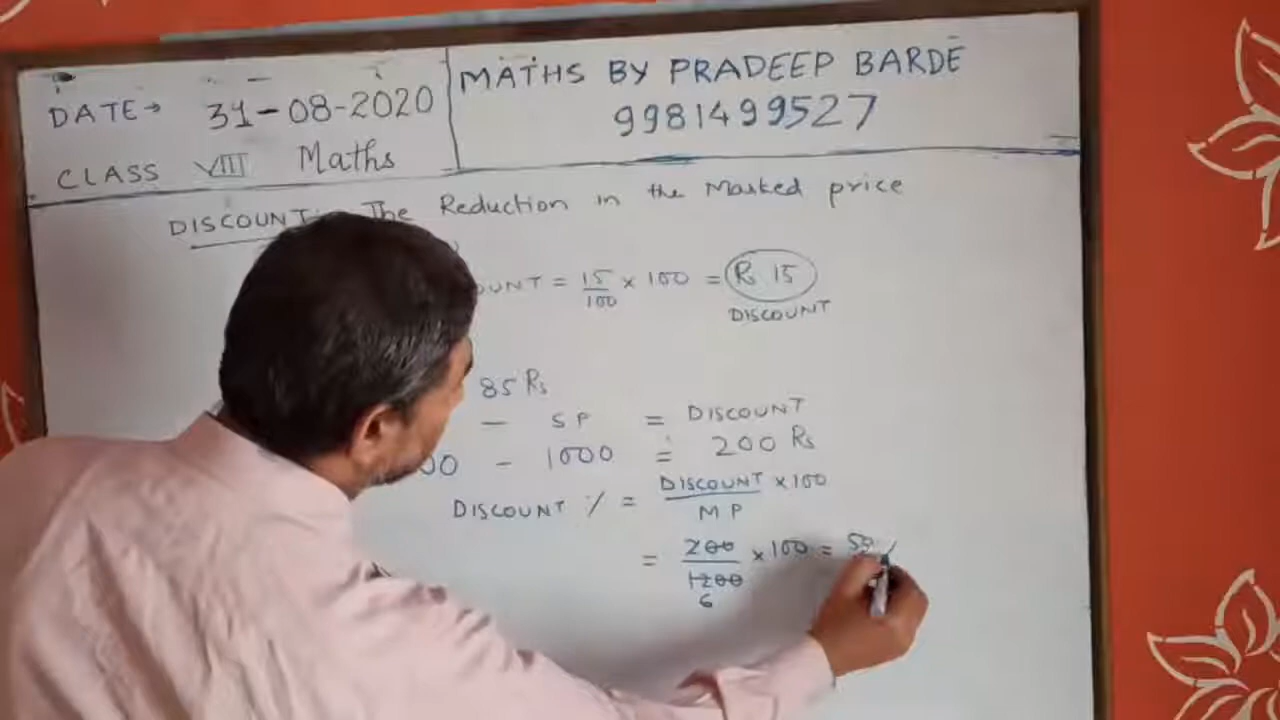 DATE→ 31-08-2020
CLASS VIII Maths
MATHS BY PRADEEP BARDE
9981499527
DISCOUNT The Reduction in the Marked price
OUNT = 15/100 × 100 = Rs 15
DISCOUNT
85 Rs
— SP = DISCOUNT
00 - 1000 = 200 Rs
DISCOUNT % = DISCOUNT/MP ×100
= 200/1200 ×100 =
6